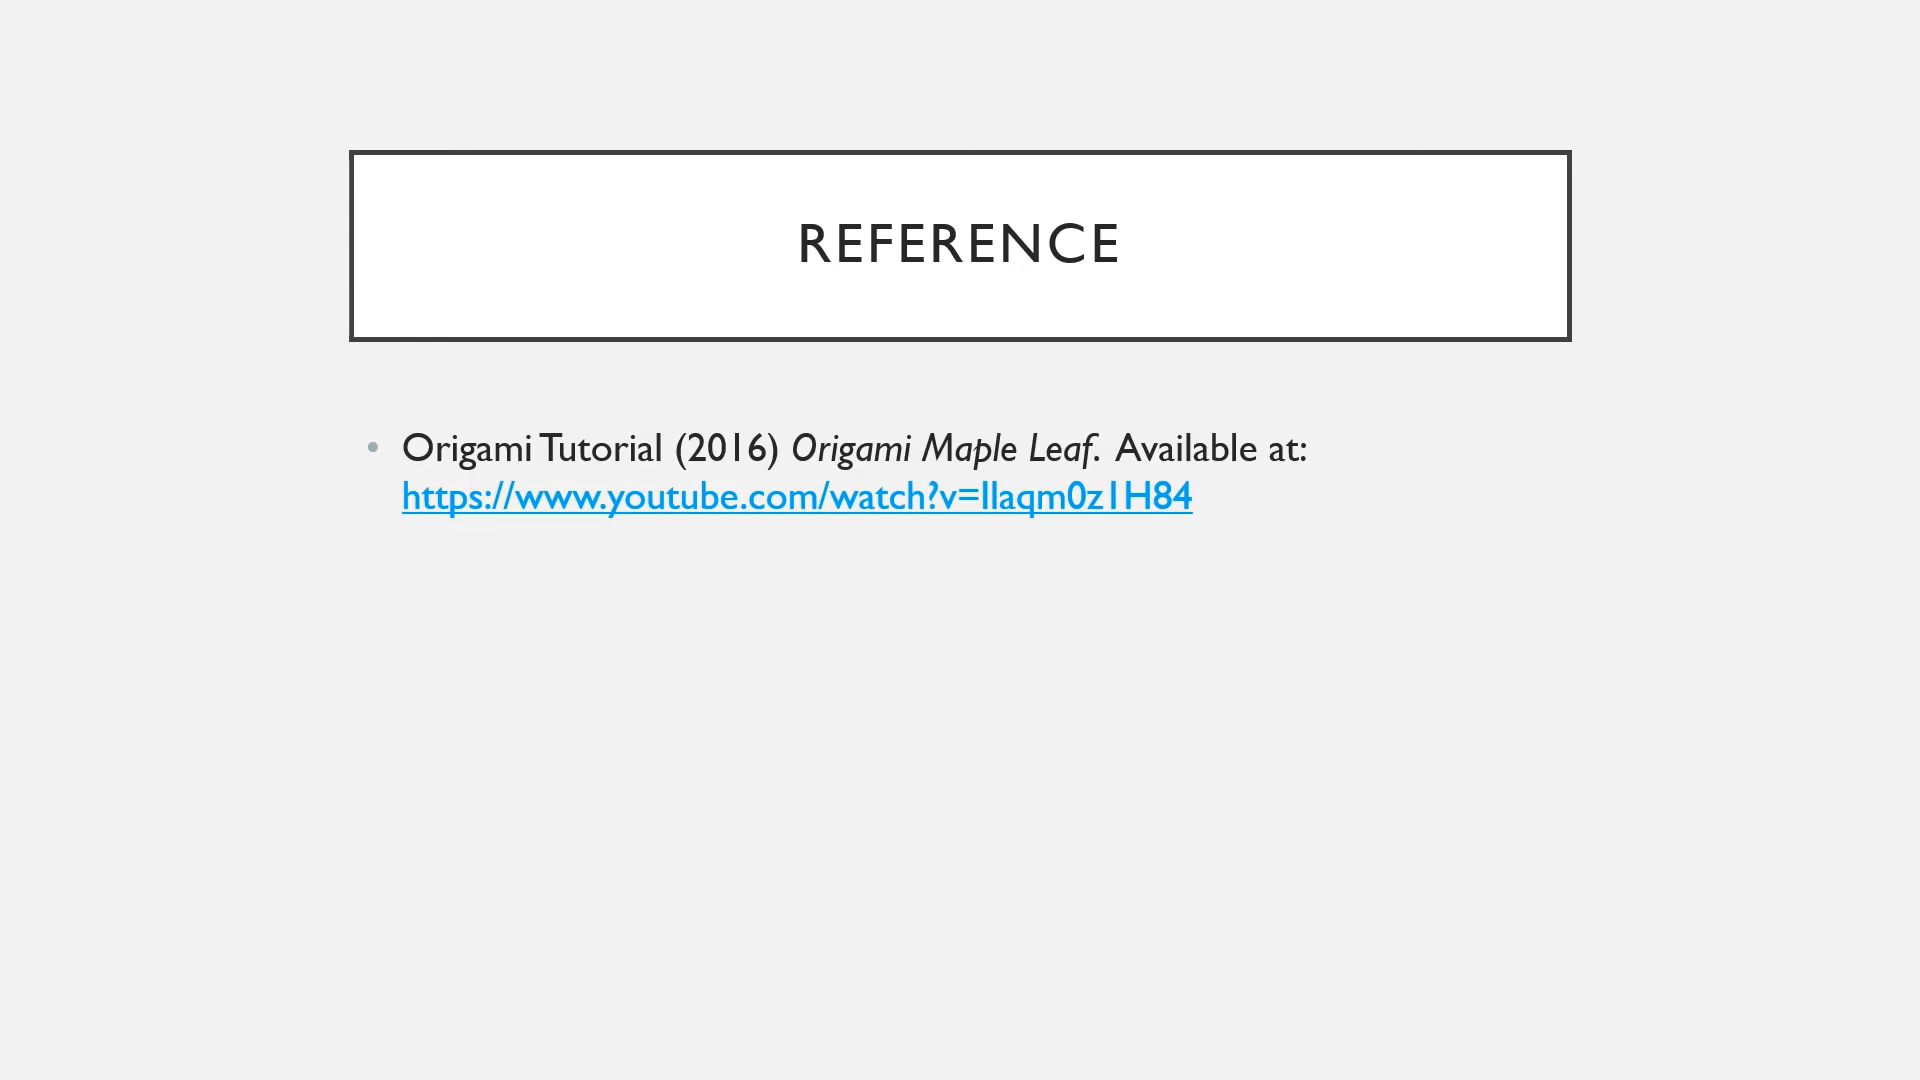 REFERENCE
• Origami Tutorial (2016) Origami Maple Leaf.  Available at:
https://www.youtube.com/watch?v=Ilaqm0z1H84